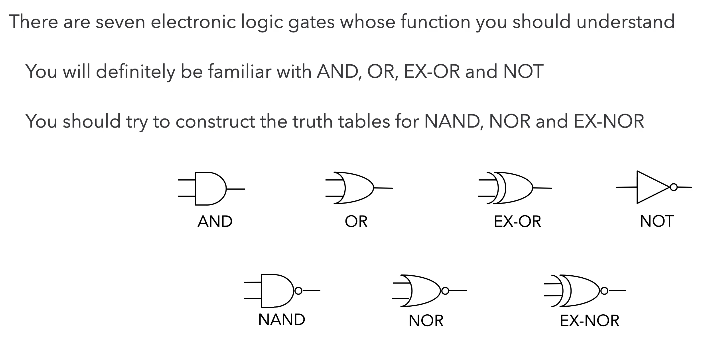 There are seven electronic logic gates whose function you should understand
You will definitely be familiar with AND, OR, EX-OR and NOT
You should try to construct the truth tables for NAND, NOR and EX-NOR
AND OR EX-OR NOT
NAND NOR EX-NOR